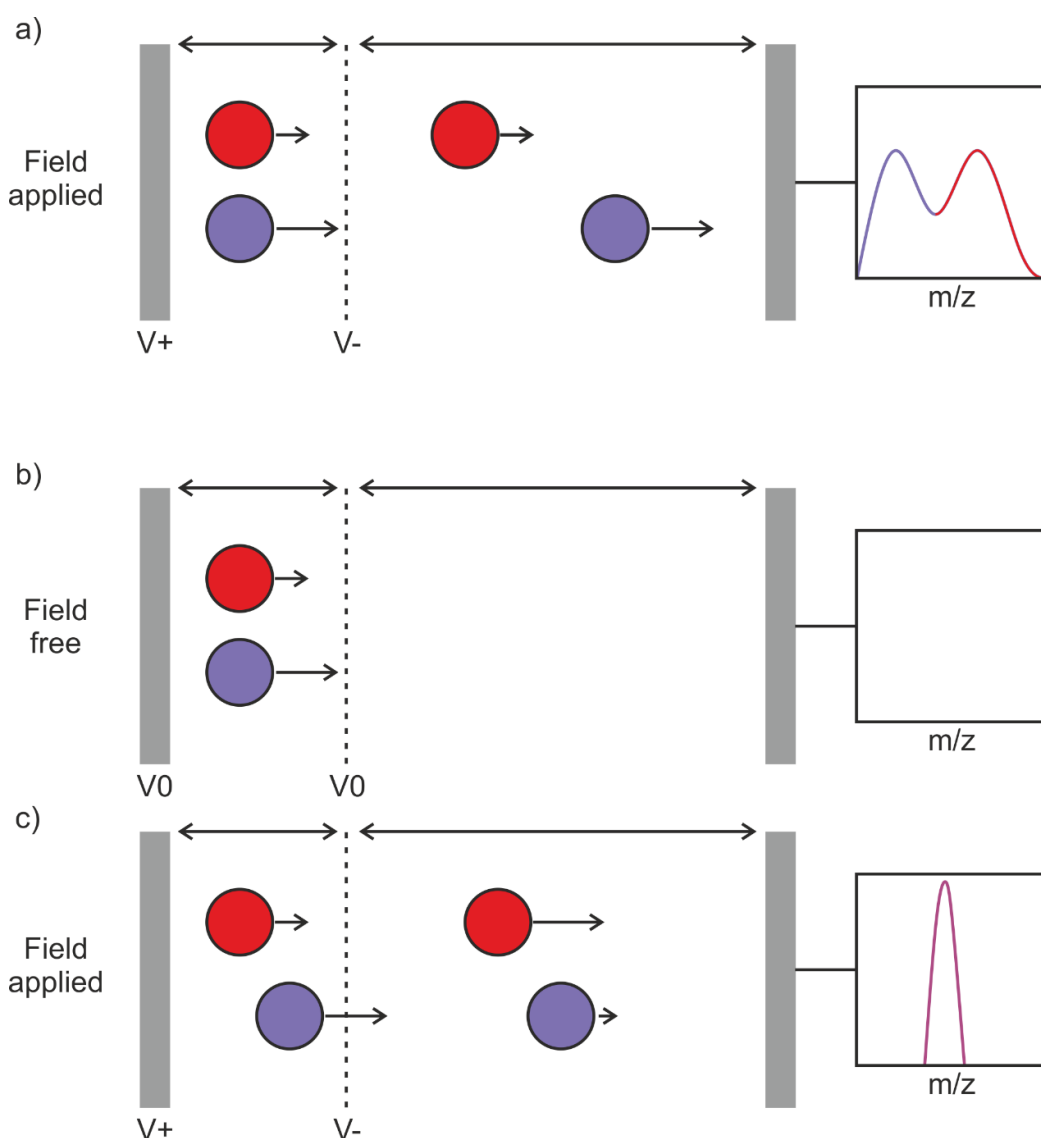 a)
Field
applied
V+
V-
m/z
b)
Field
free
V0
V0
m/z
c)
Field
applied
V+
V-
m/z